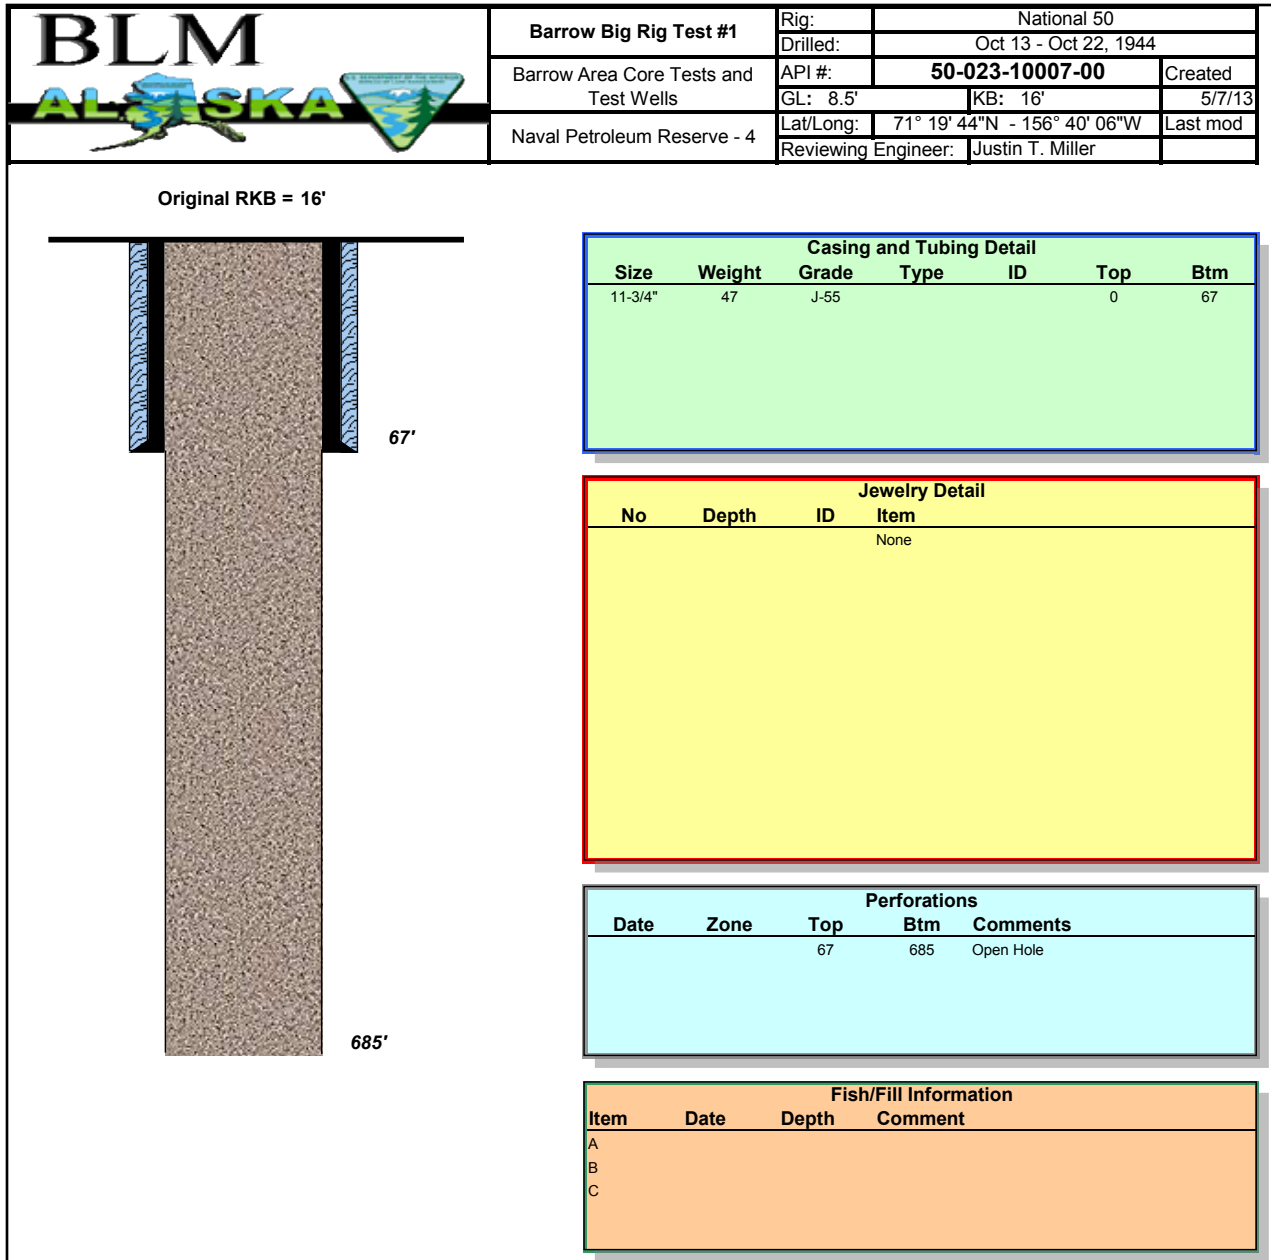 BLM
ALASKA
Barrow Big Rig Test #1
Barrow Area Core Tests and
Test Wells
Naval Petroleum Reserve - 4
Rig: National 50
Drilled: Oct 13 - Oct 22, 1944
API #: 50-023-10007-00 Created
GL: 8.5' KB: 16' 5/7/13
Lat/Long: 71° 19' 44"N - 156° 40' 06"W Last mod
Reviewing Engineer: Justin T. Miller
Original RKB = 16'
67'
685'
Casing and Tubing Detail
Size Weight Grade Type ID Top Btm
11-3/4" 47 J-55 0 67
Jewelry Detail
No Depth ID Item
None
Perforations
Date Zone Top Btm Comments
67 685 Open Hole
Fish/Fill Information
Item Date Depth Comment
A
B
C